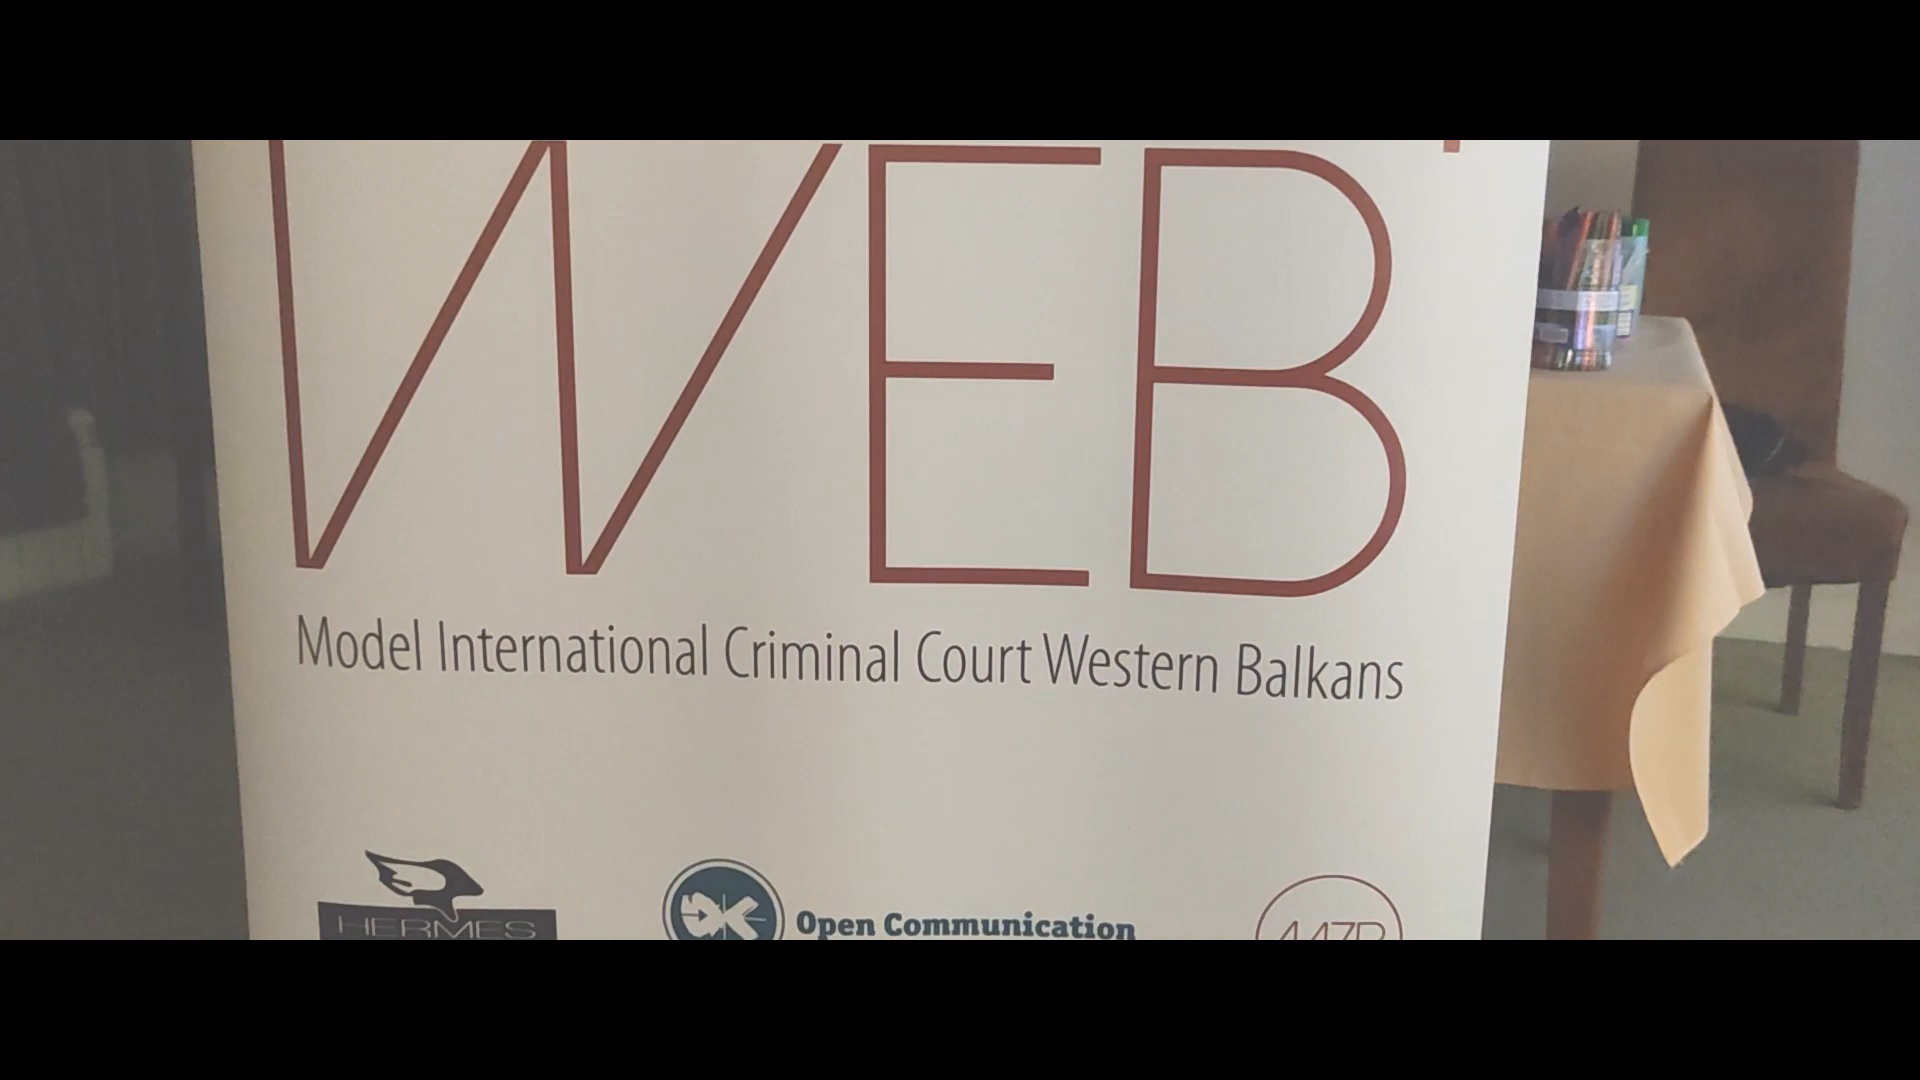 WEB
Model International Criminal Court Western Balkans
HERMES
Open Communication